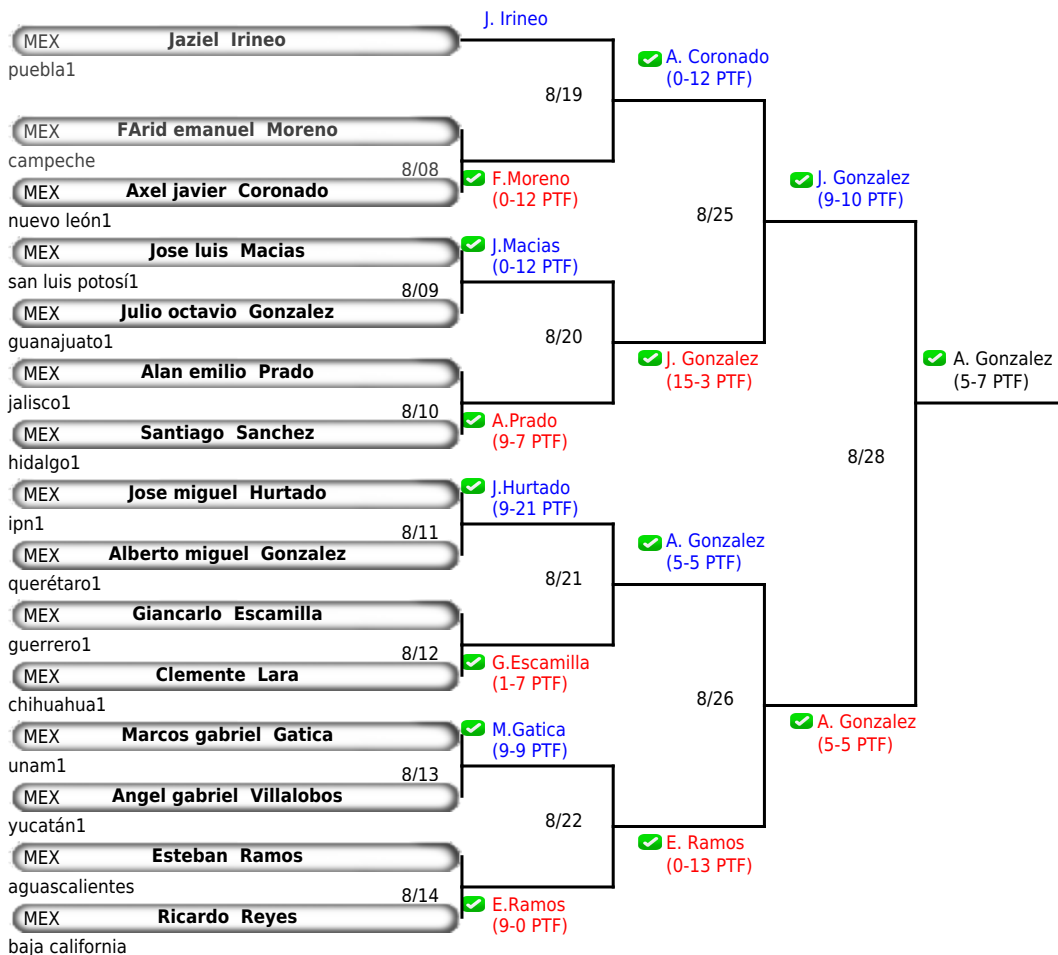 J. Irineo
MEX Jaziel Irineo
puebla1
A. Coronado
(0-12 PTF)
8/19
MEX FArid emanuel Moreno
campeche
8/08
F.Moreno
(0-12 PTF)
MEX Axel javier Coronado
nuevo león1
J. Gonzalez
(9-10 PTF)
8/25
MEX Jose luis Macias
san luis potosí1
J.Macias
(0-12 PTF)
8/09
MEX Julio octavio Gonzalez
guanajuato1
8/20
J. Gonzalez
(15-3 PTF)
MEX Alan emilio Prado
jalisco1
8/10
A.Prado
(9-7 PTF)
MEX Santiago Sanchez
hidalgo1
A. Gonzalez
(5-7 PTF)
8/28
MEX Jose miguel Hurtado
ipn1
J.Hurtado
(9-21 PTF)
8/11
MEX Alberto miguel Gonzalez
querétaro1
A. Gonzalez
(5-5 PTF)
8/21
MEX Giancarlo Escamilla
guerrero1
8/12
G.Escamilla
(1-7 PTF)
MEX Clemente Lara
chihuahua1
8/26
A. Gonzalez
(5-5 PTF)
MEX Marcos gabriel Gatica
unam1
M.Gatica
(9-9 PTF)
8/13
MEX Angel gabriel Villalobos
yucatán1
8/22
E. Ramos
(0-13 PTF)
MEX Esteban Ramos
aguascalientes
8/14
E.Ramos
(9-0 PTF)
MEX Ricardo Reyes
baja california